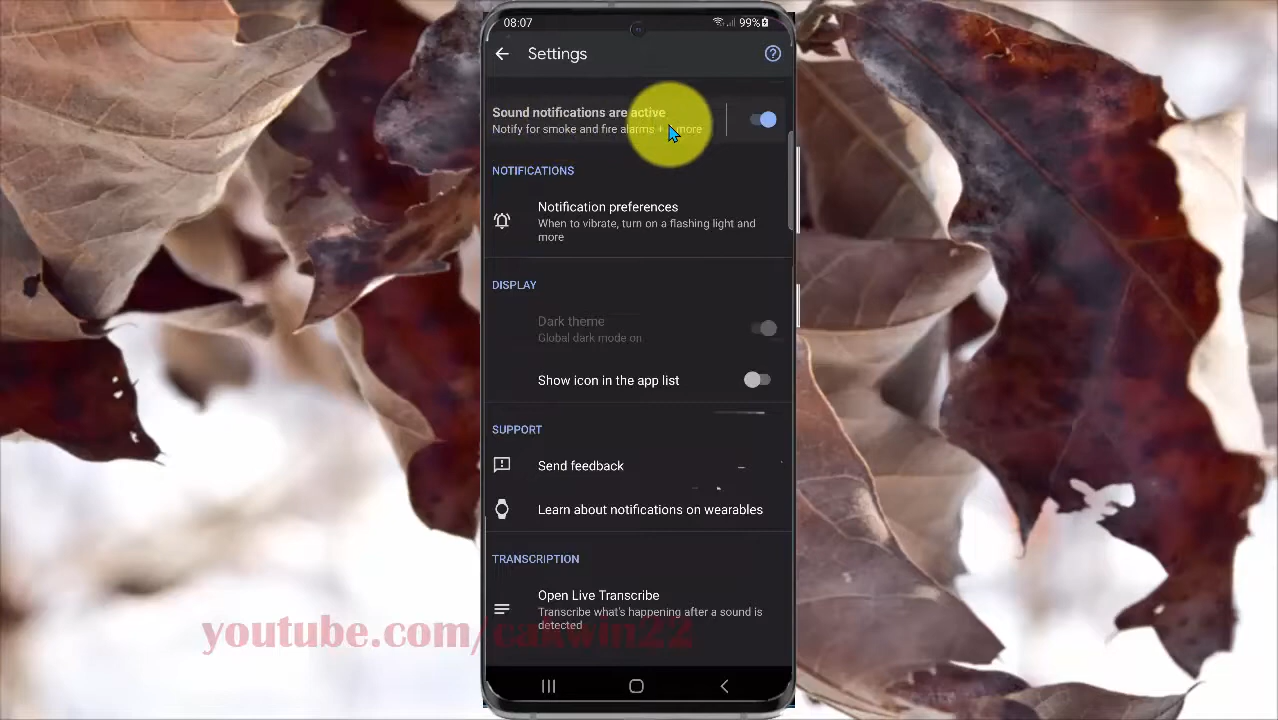 08:07
99%
Settings
Sound notifications are active
Notify for smoke and fire alarms + more
NOTIFICATIONS
Notification preferences
When to vibrate, turn on a flashing light and
more
DISPLAY
Dark theme
Global dark mode on
Show icon in the app list
SUPPORT
Send feedback
Learn about notifications on wearables
TRANSCRIPTION
Open Live Transcribe
Transcribe what's happening after a sound is
detected
youtube.com/cakwin22